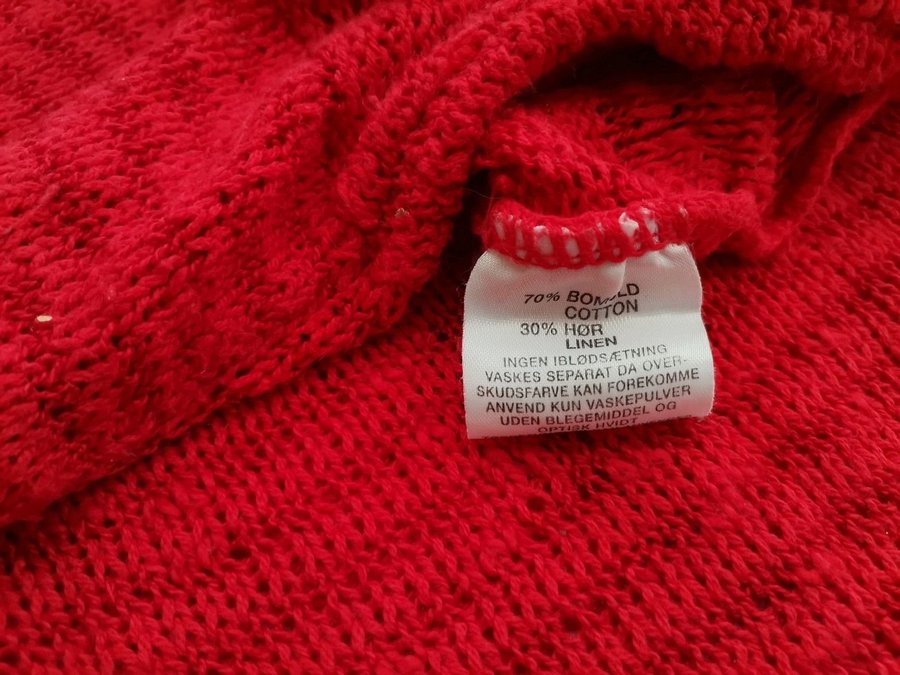 70% BOMULD
COTTON
30% HØR
LINEN
INGEN IBLØDSÆTNING
VASKES SEPARAT DA OVER-
SKUDSFARVE KAN FOREKOMME
ANVEND KUN VASKEPULVER
UDEN BLEGEMIDDEL OG
OPTISK HVIDT